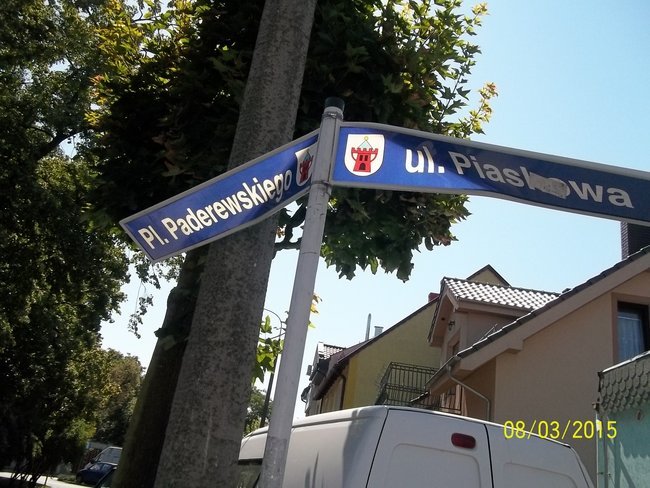 Pl. Paderewskiego
ul. Piaskowa
08/03/2015